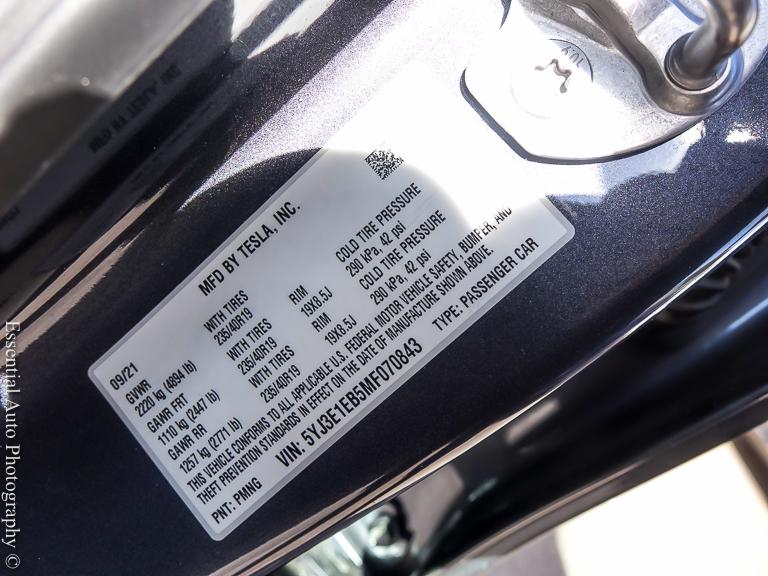 MFD BY TESLA, INC.
09/21
GVWR
2220 kg (4894 lb)
GAWR FRT
1110 kg (2447 lb)
GAWR RR
1257 kg (2771 lb)
WITH TIRES
235/40R19
WITH TIRES
235/40R19
WITH TIRES
235/40R19
RIM
19X8.5J
RIM
19X8.5J
COLD TIRE PRESSURE
290 kPa, 42 psi
COLD TIRE PRESSURE
290 kPa, 42 psi
THIS VEHICLE CONFORMS TO ALL APPLICABLE U.S. FEDERAL MOTOR VEHICLE SAFETY, BUMPER, AND
THEFT PREVENTION STANDARDS IN EFFECT ON THE DATE OF MANUFACTURE SHOWN ABOVE.
VIN: 5YJ3E1EB5MF070843 TYPE: PASSENGER CAR
PNT: PMNG
Essential Auto Photography ©